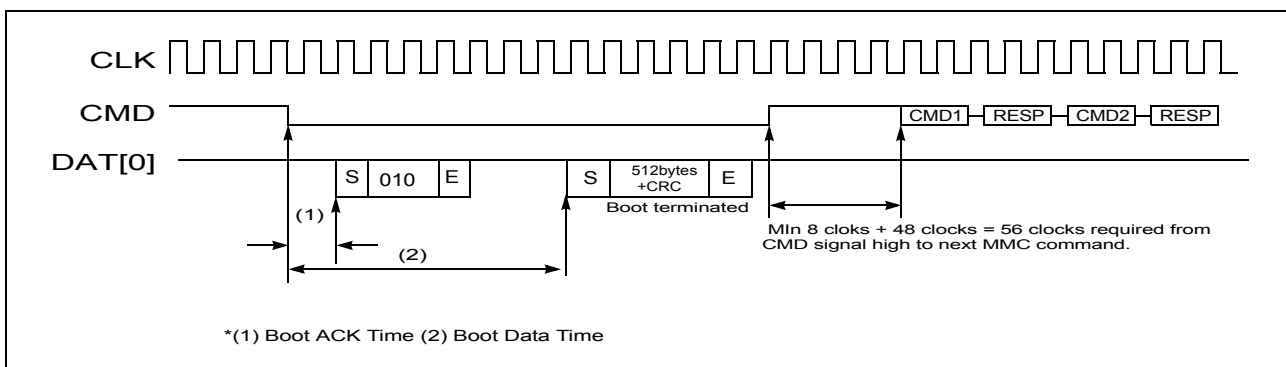 CLK
CMD
CMD1 RESP CMD2 RESP
DAT[0]
S 010 E
S 512bytes +CRC E
Boot terminated
(1)
(2)
MIn 8 cloks + 48 clocks = 56 clocks required from
CMD signal high to next MMC command.
*(1) Boot ACK Time (2) Boot Data Time